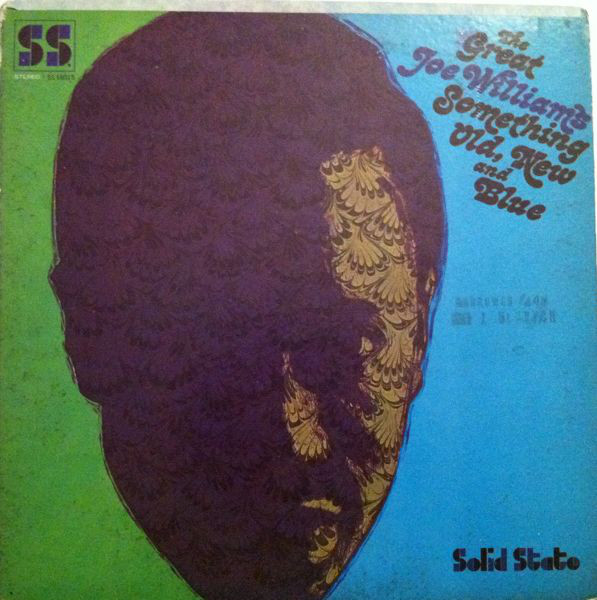 SS
STEREO
The
Great
Joe Williams
Something
Old, New
and
Blue
Solid State